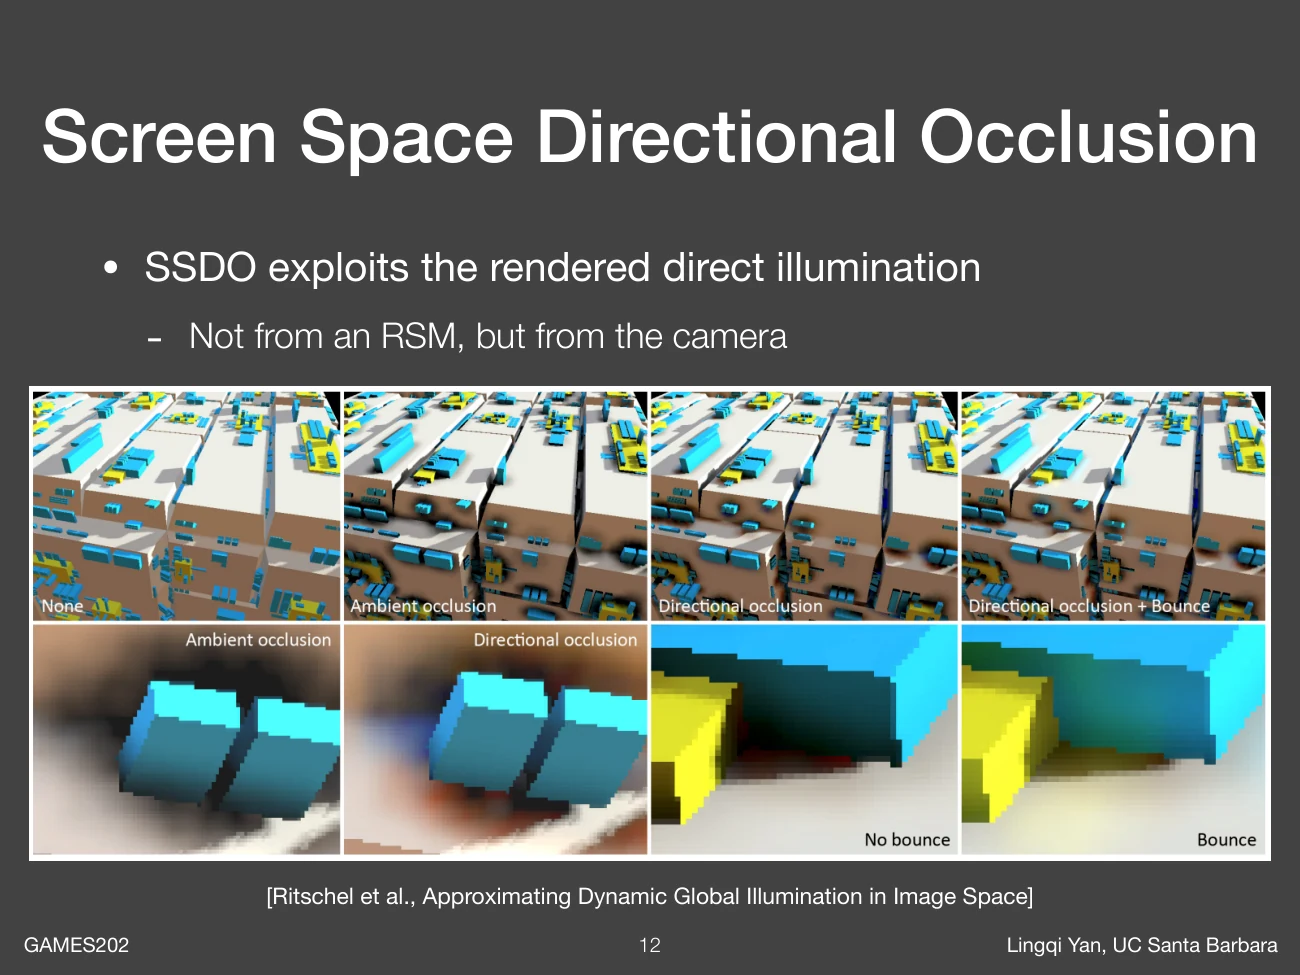 Screen Space Directional Occlusion
• SSDO exploits the rendered direct illumination
- Not from an RSM, but from the camera
None
Ambient occlusion
Directional occlusion
Directional occlusion + Bounce
Ambient occlusion
Directional occlusion
No bounce
Bounce
[Ritschel et al., Approximating Dynamic Global Illumination in Image Space]
GAMES202
12
Lingqi Yan, UC Santa Barbara